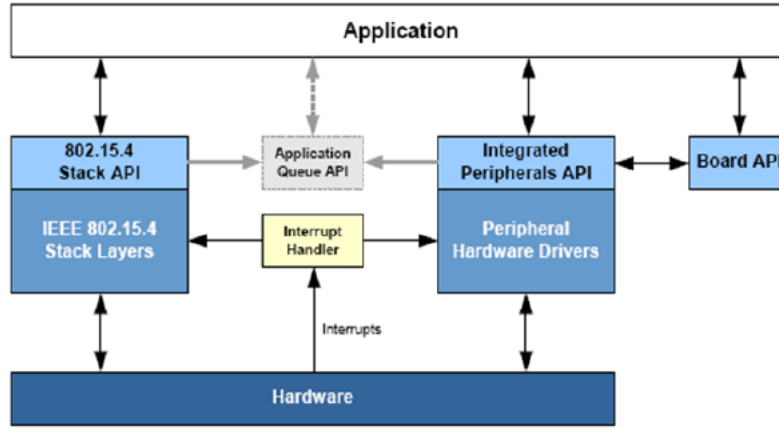 Application
802.15.4
Stack API
Application
Queue API
Integrated
Peripherals API
Board API
IEEE 802.15.4
Stack Layers
Interrupt
Handler
Peripheral
Hardware Drivers
Interrupts
Hardware